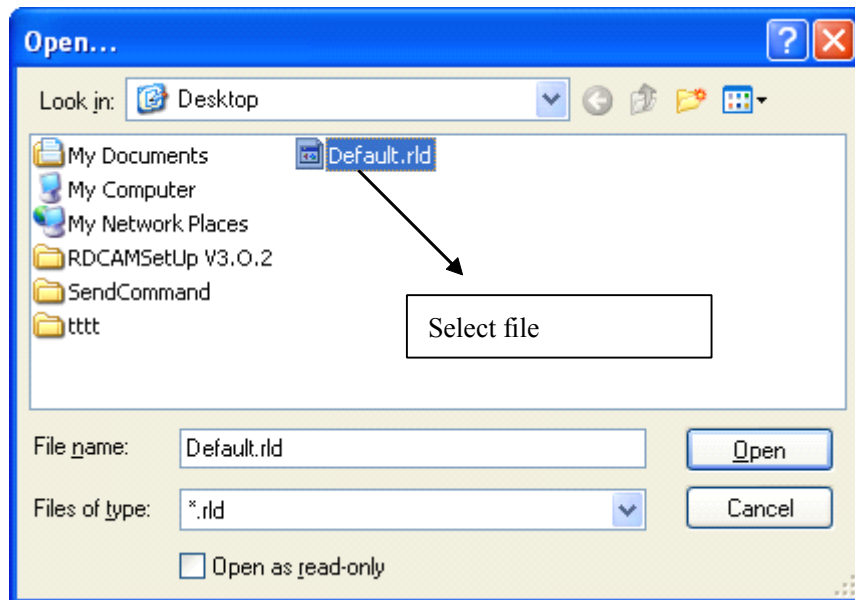 Open...
Look in: Desktop
My Documents
Default.rld
My Computer
My Network Places
RDCAMSetUp V3.0.2
SendCommand
tttt
Select file
File name: Default.rld Open
Files of type: *.rld Cancel
Open as read-only